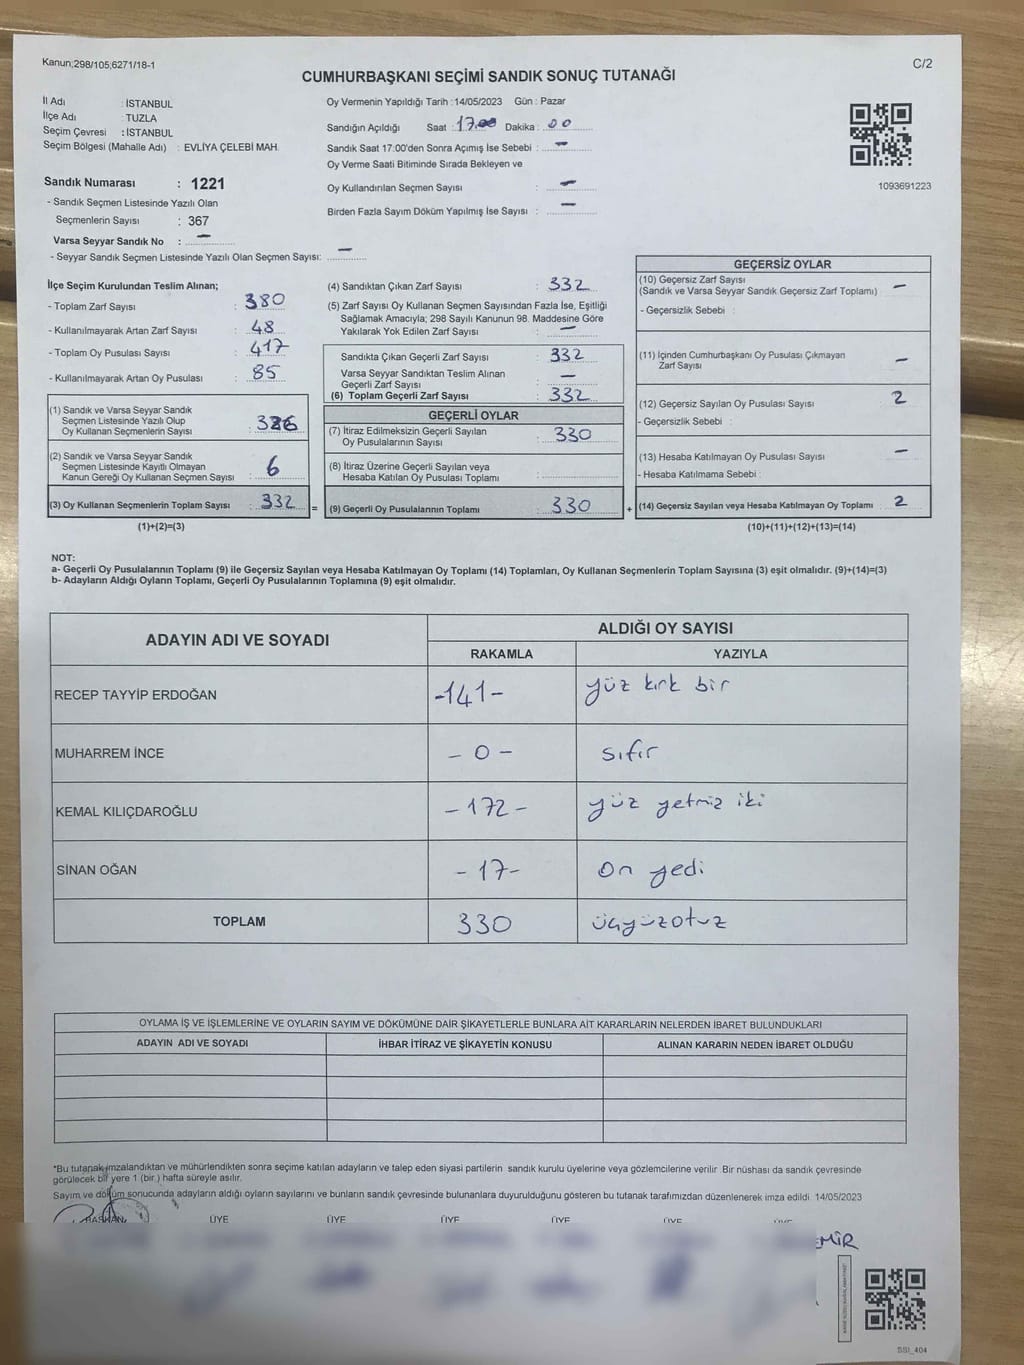 Kanun;298/105;6271/18-1
C/2
CUMHURBAŞKANI SEÇİMİ SANDIK SONUÇ TUTANAĞI
İl Adı : İSTANBUL
İlçe Adı : TUZLA
Seçim Çevresi : İSTANBUL
Seçim Bölgesi (Mahalle Adı) : EVLİYA ÇELEBİ MAH.
Sandık Numarası : 1221
- Sandık Seçmen Listesinde Yazılı Olan
Seçmenlerin Sayısı : 367
Varsa Seyyar Sandık No : —
- Seyyar Sandık Seçmen Listesinde Yazılı Olan Seçmen Sayısı: —
Oy Vermenin Yapıldığı Tarih :14/05/2023 Gün : Pazar
Sandığın Açıldığı Saat : 17.00 Dakika : 00
Sandık Saat 17:00'den Sonra Açımış İse Sebebi : —
Oy Verme Saati Bitiminde Sırada Bekleyen ve
Oy Kullandırılan Seçmen Sayısı : —
Birden Fazla Sayım Döküm Yapılmış İse Sayısı : —
1093691223
İlçe Seçim Kurulundan Teslim Alınan;
- Toplam Zarf Sayısı : 380
- Kullanılmayarak Artan Zarf Sayısı : 48
- Toplam Oy Pusulası Sayısı : 417
- Kullanılmayarak Artan Oy Pusulası : 85
(1) Sandık ve Varsa Seyyar Sandık
Seçmen Listesinde Yazılı Olup
Oy Kullanan Seçmenlerin Sayısı : 326
(2) Sandık ve Varsa Seyyar Sandık
Seçmen Listesinde Kayıtlı Olmayan
Kanun Gereği Oy Kullanan Seçmen Sayısı : 6
(3) Oy Kullanan Seçmenlerin Toplam Sayısı : 332 =
(1)+(2)=(3)
(4) Sandıktan Çıkan Zarf Sayısı : 332
(5) Zarf Sayısı Oy Kullanan Seçmen Sayısından Fazla İse, Eşitliği
Sağlamak Amacıyla; 298 Sayılı Kanunun 98. Maddesine Göre
Yakılarak Yok Edilen Zarf Sayısı : —
Sandıkta Çıkan Geçerli Zarf Sayısı : 332
Varsa Seyyar Sandıktan Teslim Alınan
Geçerli Zarf Sayısı : —
(6) Toplam Geçerli Zarf Sayısı : 332
GEÇERLİ OYLAR
(7) İtiraz Edilmeksizin Geçerli Sayılan
Oy Pusulalarının Sayısı : 330
(8) İtiraz Üzerine Geçerli Sayılan veya
Hesaba Katılan Oy Pusulası Toplamı :
(9) Geçerli Oy Pusulalarının Toplamı : 330 +
GEÇERSİZ OYLAR
(10) Geçersiz Zarf Sayısı
(Sandık ve Varsa Seyyar Sandık Geçersiz Zarf Toplamı) : —
- Geçersizlik Sebebi :
(11) İçinden Cumhurbaşkanı Oy Pusulası Çıkmayan
Zarf Sayısı : —
(12) Geçersiz Sayılan Oy Pusulası Sayısı : 2
- Geçersizlik Sebebi :
(13) Hesaba Katılmayan Oy Pusulası Sayısı : —
- Hesaba Katılmama Sebebi :
(14) Geçersiz Sayılan veya Hesaba Katılmayan Oy Toplamı : 2
(10)+(11)+(12)+(13)=(14)
NOT:
a- Geçerli Oy Pusulalarının Toplamı (9) ile Geçersiz Sayılan veya Hesaba Katılmayan Oy Toplamı (14) Toplamları, Oy Kullanan Seçmenlerin Toplam Sayısına (3) eşit olmalıdır. (9)+(14)=(3)
b- Adayların Aldığı Oyların Toplamı, Geçerli Oy Pusulalarının Toplamına (9) eşit olmalıdır.
ADAYIN ADI VE SOYADI
ALDIĞI OY SAYISI
RAKAMLA YAZIYLA
RECEP TAYYİP ERDOĞAN -141- yüz kırk bir
MUHARREM İNCE - 0 - sıfır
KEMAL KILIÇDAROĞLU -172- yüz yetmiz iki
SİNAN OĞAN -17- on yedi
TOPLAM 330 üçyüzotuz
OYLAMA İŞ VE İŞLEMLERİNE VE OYLARIN SAYIM VE DÖKÜMÜNE DAİR ŞİKAYETLERLE BUNLARA AİT KARARLARIN NELERDEN İBARET BULUNDUKLARI
ADAYIN ADI VE SOYADI İHBAR İTİRAZ VE ŞİKAYETİN KONUSU ALINAN KARARIN NEDEN İBARET OLDUĞU
*Bu tutanak imzalandıktan ve mühürlendikten sonra seçime katılan adayların ve talep eden siyasi partilerin sandık kurulu üyelerine veya gözlemcilerine verilir Bir nüshası da sandık çevresinde
görülecek bir yere 1 (bir ) hafta süreyle asılır.
Sayım ve döküm sonucunda adayların aldığı oyların sayılarını ve bunların sandık çevresinde bulunanlara duyurulduğunu gösteren bu tutanak tarafımızdan düzenlenerek imza edildi 14/05/2023
BAŞKAN ÜYE ÜYE ÜYE ÜYE ÜYE ÜYE
EMİR
SSI_404